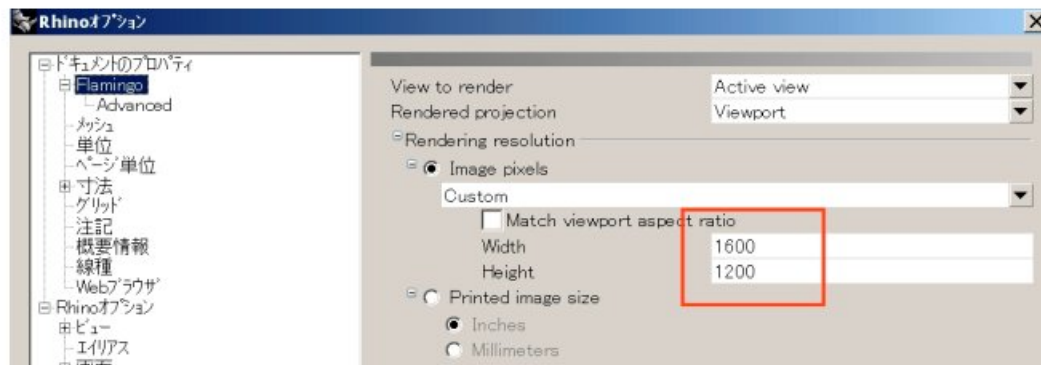 Rhinoオプション
ドキュメントのプロパティ
Flamingo
Advanced
メッシュ
単位
ページ単位
寸法
グリッド
注記
概要情報
線種
Webブラウザ
Rhinoオプション
ビュー
エイリアス
画面
View to render
Active view
Rendered projection
Viewport
Rendering resolution
Image pixels
Custom
Match viewport aspect ratio
Width
1600
Height
1200
Printed image size
Inches
Millimeters